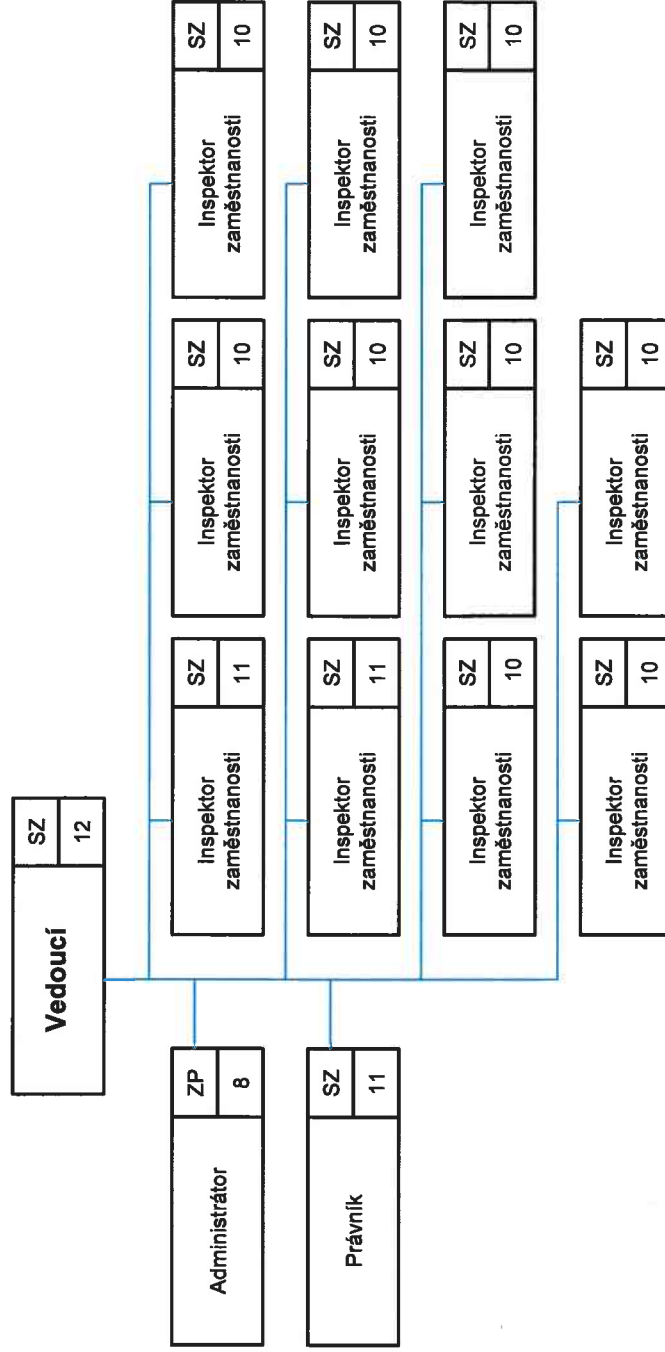 Vedoucí
SZ
12
Administrátor
ZP
8
Inspektor
zaměstnanosti
SZ
11
Inspektor
zaměstnanosti
SZ
10
Inspektor
zaměstnanosti
SZ
10
Právník
SZ
11
Inspektor
zaměstnanosti
SZ
11
Inspektor
zaměstnanosti
SZ
10
Inspektor
zaměstnanosti
SZ
10
Inspektor
zaměstnanosti
SZ
10
Inspektor
zaměstnanosti
SZ
10
Inspektor
zaměstnanosti
SZ
10
Inspektor
zaměstnanosti
SZ
10
Inspektor
zaměstnanosti
SZ
10